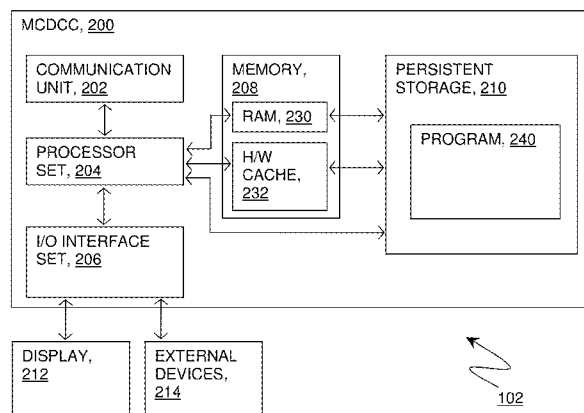 MCDCC, 200
COMMUNICATION
UNIT, 202
PROCESSOR
SET, 204
I/O INTERFACE
SET, 206
MEMORY,
208
RAM, 230
H/W
CACHE,
232
PERSISTENT
STORAGE, 210
PROGRAM, 240
DISPLAY,
212
EXTERNAL
DEVICES,
214
102